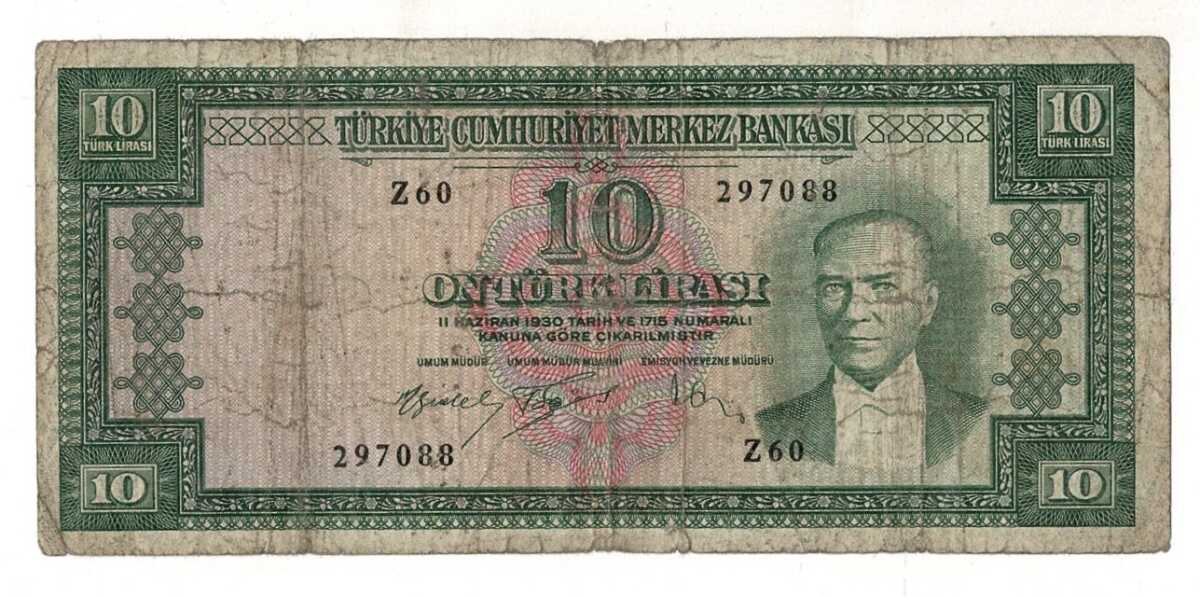 10 10
TÜRK LİRASI TÜRK LİRASI
TÜRKİYE CUMHURİYET MERKEZ BANKASI
Z60 297088
10
ON TÜRK LİRASI
11 HAZİRAN 1930 TARİH VE 1715 NUMARALI
KANUNA GÖRE ÇIKARILMIŞTIR
UMUM MÜDÜR UMUM MÜDÜR MUAVİNİ EMİSYON VE VEZNE MÜDÜRÜ
297088 Z60
10 10